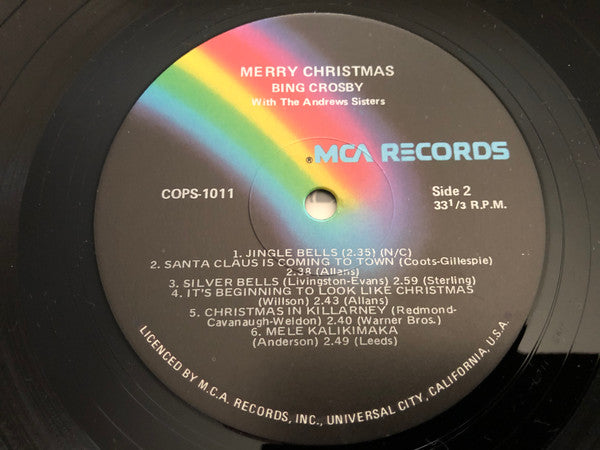 MERRY CHRISTMAS
BING CROSBY
With The Andrews Sisters
® MCA RECORDS
COPS-1011
Side 2
33 1/3 R.P.M.
1. JINGLE BELLS (2.35) (N/C)
2. SANTA CLAUS IS COMING TO TOWN (Coots-Gillespie)
2.38 (Allans)
3. SILVER BELLS (Livingston-Evans) 2.59 (Sterling)
4. IT'S BEGINNING TO LOOK LIKE CHRISTMAS
(Willson) 2.43 (Allans)
5. CHRISTMAS IN KILLARNEY (Redmond-
Cavanaugh-Weldon) 2.40 (Warner Bros.)
6. MELE KALIKIMAKA
(Anderson) 2.49 (Leeds)
LICENCED BY M.C.A. RECORDS, INC., UNIVERSAL CITY, CALIFORNIA, U.S.A.